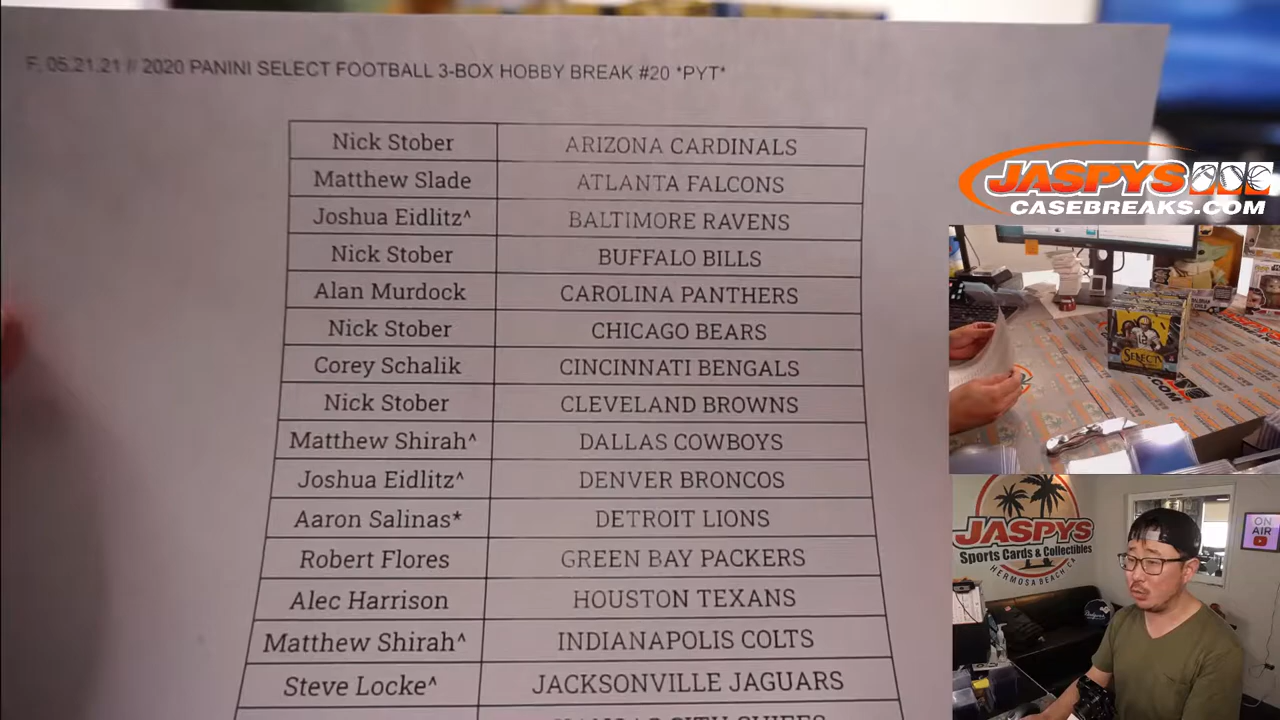 F, 05.21.21 // 2020 PANINI SELECT FOOTBALL 3-BOX HOBBY BREAK #20 *PYT*
Nick Stober ARIZONA CARDINALS
Matthew Slade ATLANTA FALCONS
Joshua Eidlitz^ BALTIMORE RAVENS
Nick Stober BUFFALO BILLS
Alan Murdock CAROLINA PANTHERS
Nick Stober CHICAGO BEARS
Corey Schalik CINCINNATI BENGALS
Nick Stober CLEVELAND BROWNS
Matthew Shirah^ DALLAS COWBOYS
Joshua Eidlitz^ DENVER BRONCOS
Aaron Salinas* DETROIT LIONS
Robert Flores GREEN BAY PACKERS
Alec Harrison HOUSTON TEXANS
Matthew Shirah^ INDIANAPOLIS COLTS
Steve Locke^ JACKSONVILLE JAGUARS
KANSAS CITY CHIEFS
JASPYS
CASEBREAKS.COM
SELECT
JASPYS
Sports Cards & Collectibles
HERMOSA BEACH CA
ON
AIR